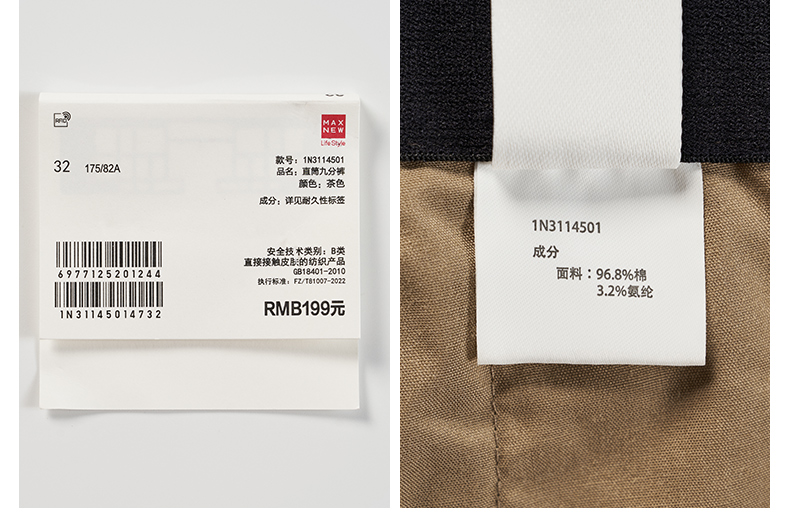 RFID
MAX
NEW
LifeStyle
32 175/82A
款号：1N3114501
品名：直筒九分裤
颜色：茶色
成分：详见耐久性标签
安全技术类别：B类
直接接触皮肤的纺织产品
GB18401-2010
执行标准：FZ/T81007-2022
6977125201244
1N31145014732
RMB199元
1N3114501
成分
面料：96.8%棉
3.2%氨纶